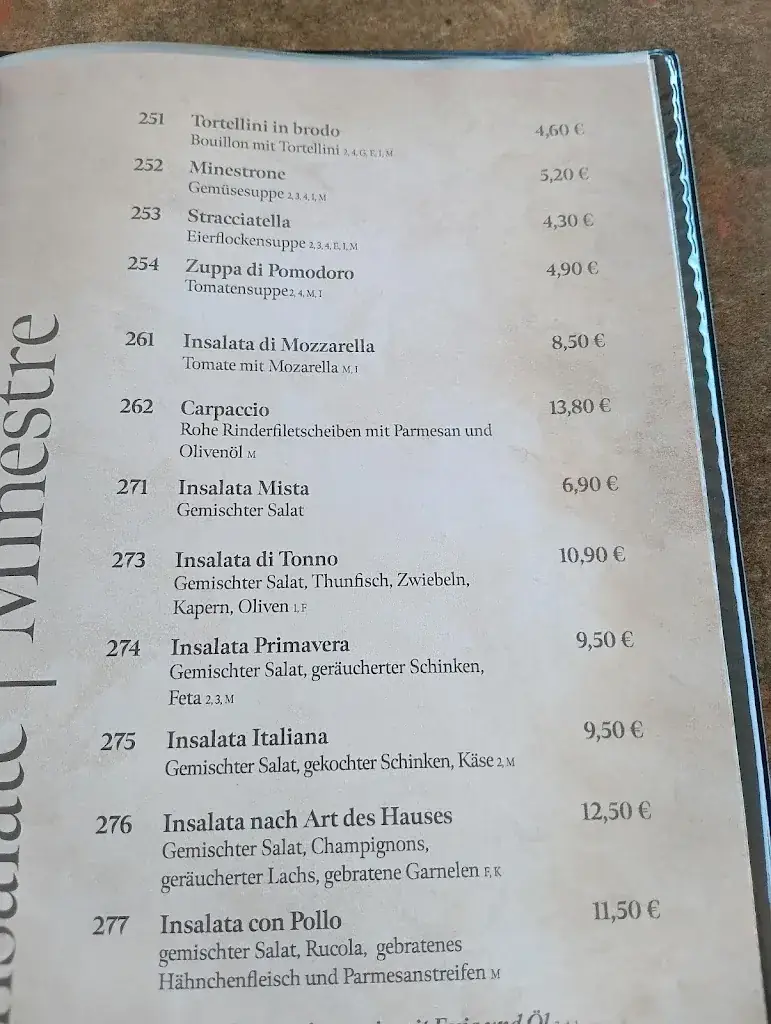 251 Tortellini in brodo 4,60 €
Bouillon mit Tortellini 2, 4, G, E, I, M
252 Minestrone 5,20 €
Gemüsesuppe 2, 3, 4, I, M
253 Stracciatella 4,30 €
Eierflockensuppe 2, 3, 4, E, I, M
254 Zuppa di Pomodoro 4,90 €
Tomatensuppe 2, 4, M, I
261 Insalata di Mozzarella 8,50 €
Tomate mit Mozarella M, I
262 Carpaccio 13,80 €
Rohe Rinderfiletscheiben mit Parmesan und
Olivenöl M
271 Insalata Mista 6,90 €
Gemischter Salat
273 Insalata di Tonno 10,90 €
Gemischter Salat, Thunfisch, Zwiebeln,
Kapern, Oliven 1, F
274 Insalata Primavera 9,50 €
Gemischter Salat, geräucherter Schinken,
Feta 2, 3, M
275 Insalata Italiana 9,50 €
Gemischter Salat, gekochter Schinken, Käse 2, M
276 Insalata nach Art des Hauses 12,50 €
Gemischter Salat, Champignons,
geräucherter Lachs, gebratene Garnelen F, K
277 Insalata con Pollo 11,50 €
gemischter Salat, Rucola, gebratenes
Hähnchenfleisch und Parmesanstreifen M
und Öl
| Minestre